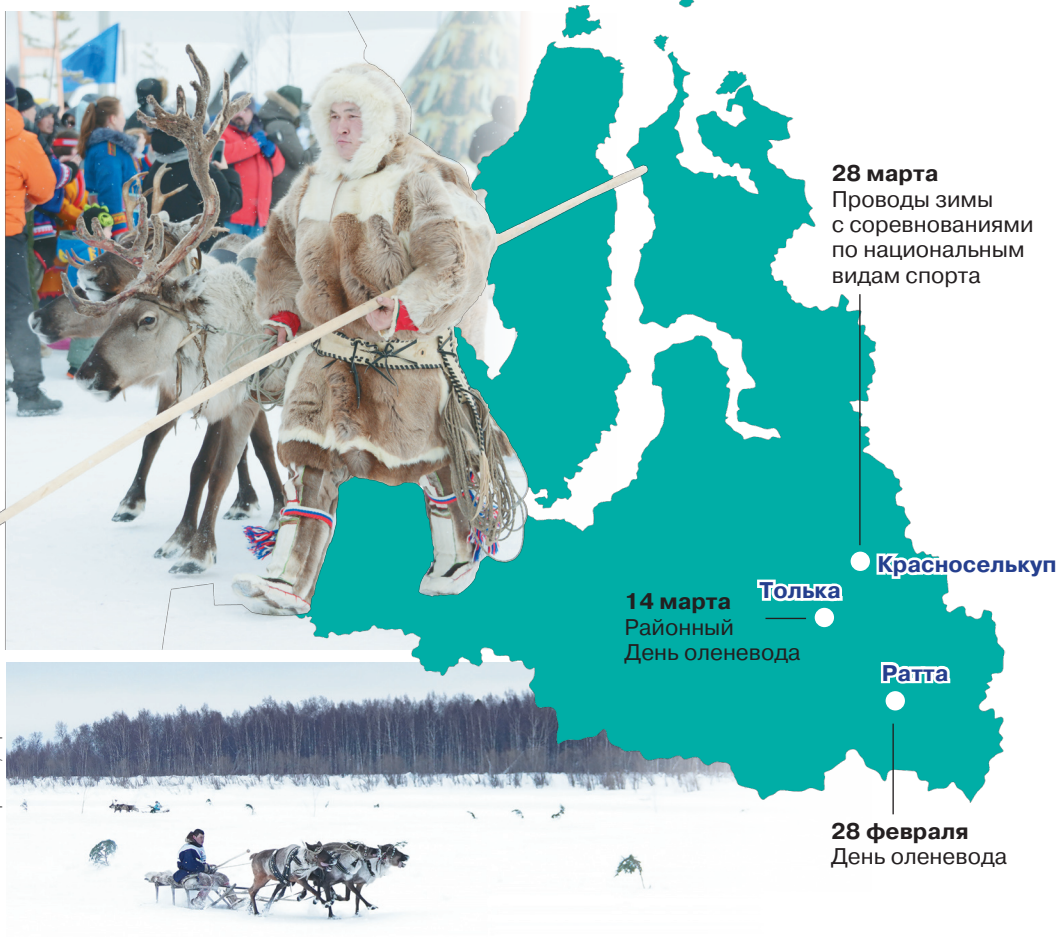 28 марта
Проводы зимы
с соревнованиями
по национальным
видам спорта
Красноселькуп
Толька
14 марта
Районный
День оленевода
Ратта
28 февраля
День оленевода